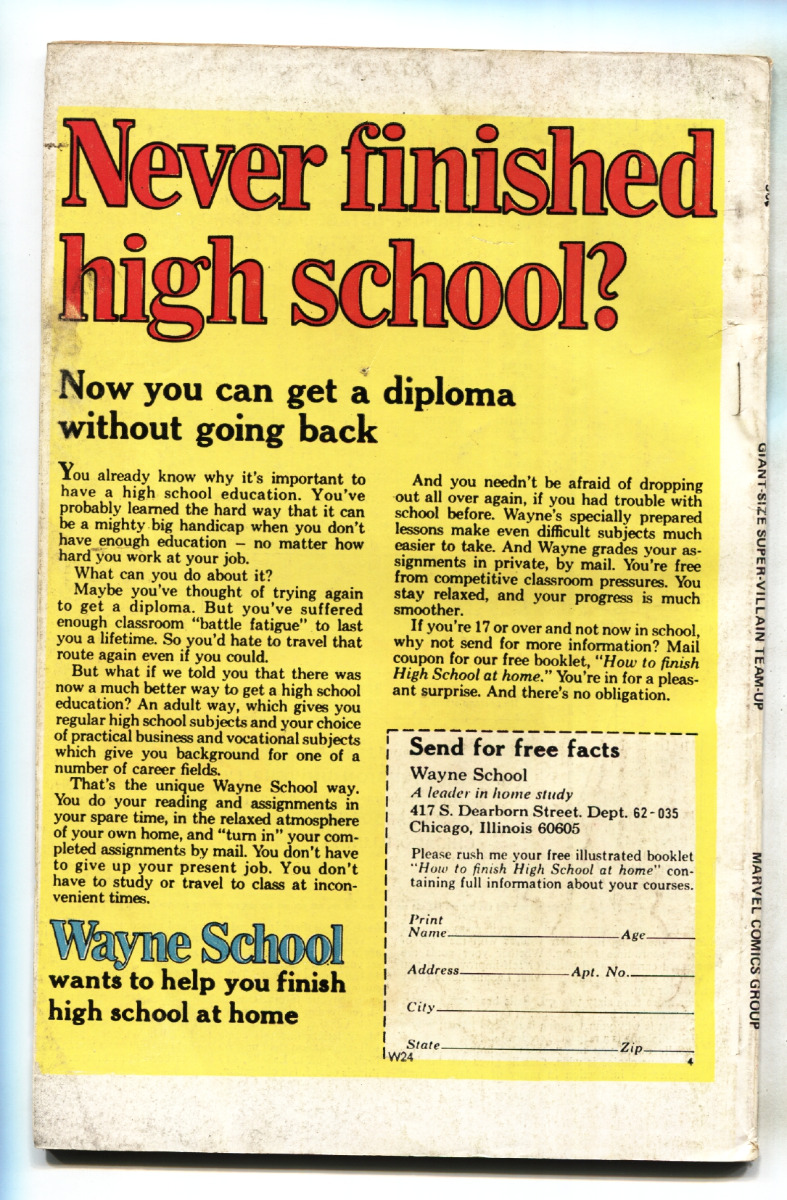 Never finished
high school?
Now you can get a diploma
without going back
You already know why it's important to
have a high school education. You've
probably learned the hard way that it can
be a mighty big handicap when you don't
have enough education – no matter how
hard you work at your job.
What can you do about it?
Maybe you've thought of trying again
to get a diploma. But you've suffered
enough classroom "battle fatigue" to last
you a lifetime. So you'd hate to travel that
route again even if you could.
But what if we told you that there was
now a much better way to get a high school
education? An adult way, which gives you
regular high school subjects and your choice
of practical business and vocational subjects
which give you background for one of a
number of career fields.
That's the unique Wayne School way.
You do your reading and assignments in
your spare time, in the relaxed atmosphere
of your own home, and "turn in" your com-
pleted assignments by mail. You don't have
to give up your present job. You don't
have to study or travel to class at incon-
venient times.
Wayne School
wants to help you finish
high school at home
And you needn't be afraid of dropping
out all over again, if you had trouble with
school before. Wayne's specially prepared
lessons make even difficult subjects much
easier to take. And Wayne grades your as-
signments in private, by mail. You're free
from competitive classroom pressures. You
stay relaxed, and your progress is much
smoother.
If you're 17 or over and not now in school,
why not send for more information? Mail
coupon for our free booklet, "How to finish
High School at home." You're in for a pleas-
ant surprise. And there's no obligation.
Send for free facts
Wayne School
A leader in home study
417 S. Dearborn Street. Dept. 62-035
Chicago, Illinois 60605
Please rush me your free illustrated booklet
"How to finish High School at home" con-
taining full information about your courses.
Print
Name Age
Address Apt. No.
City
State Zip
W24 4
GIANT-SIZE SUPER-VILLAIN TEAM-UP
MARVEL COMICS GROUP